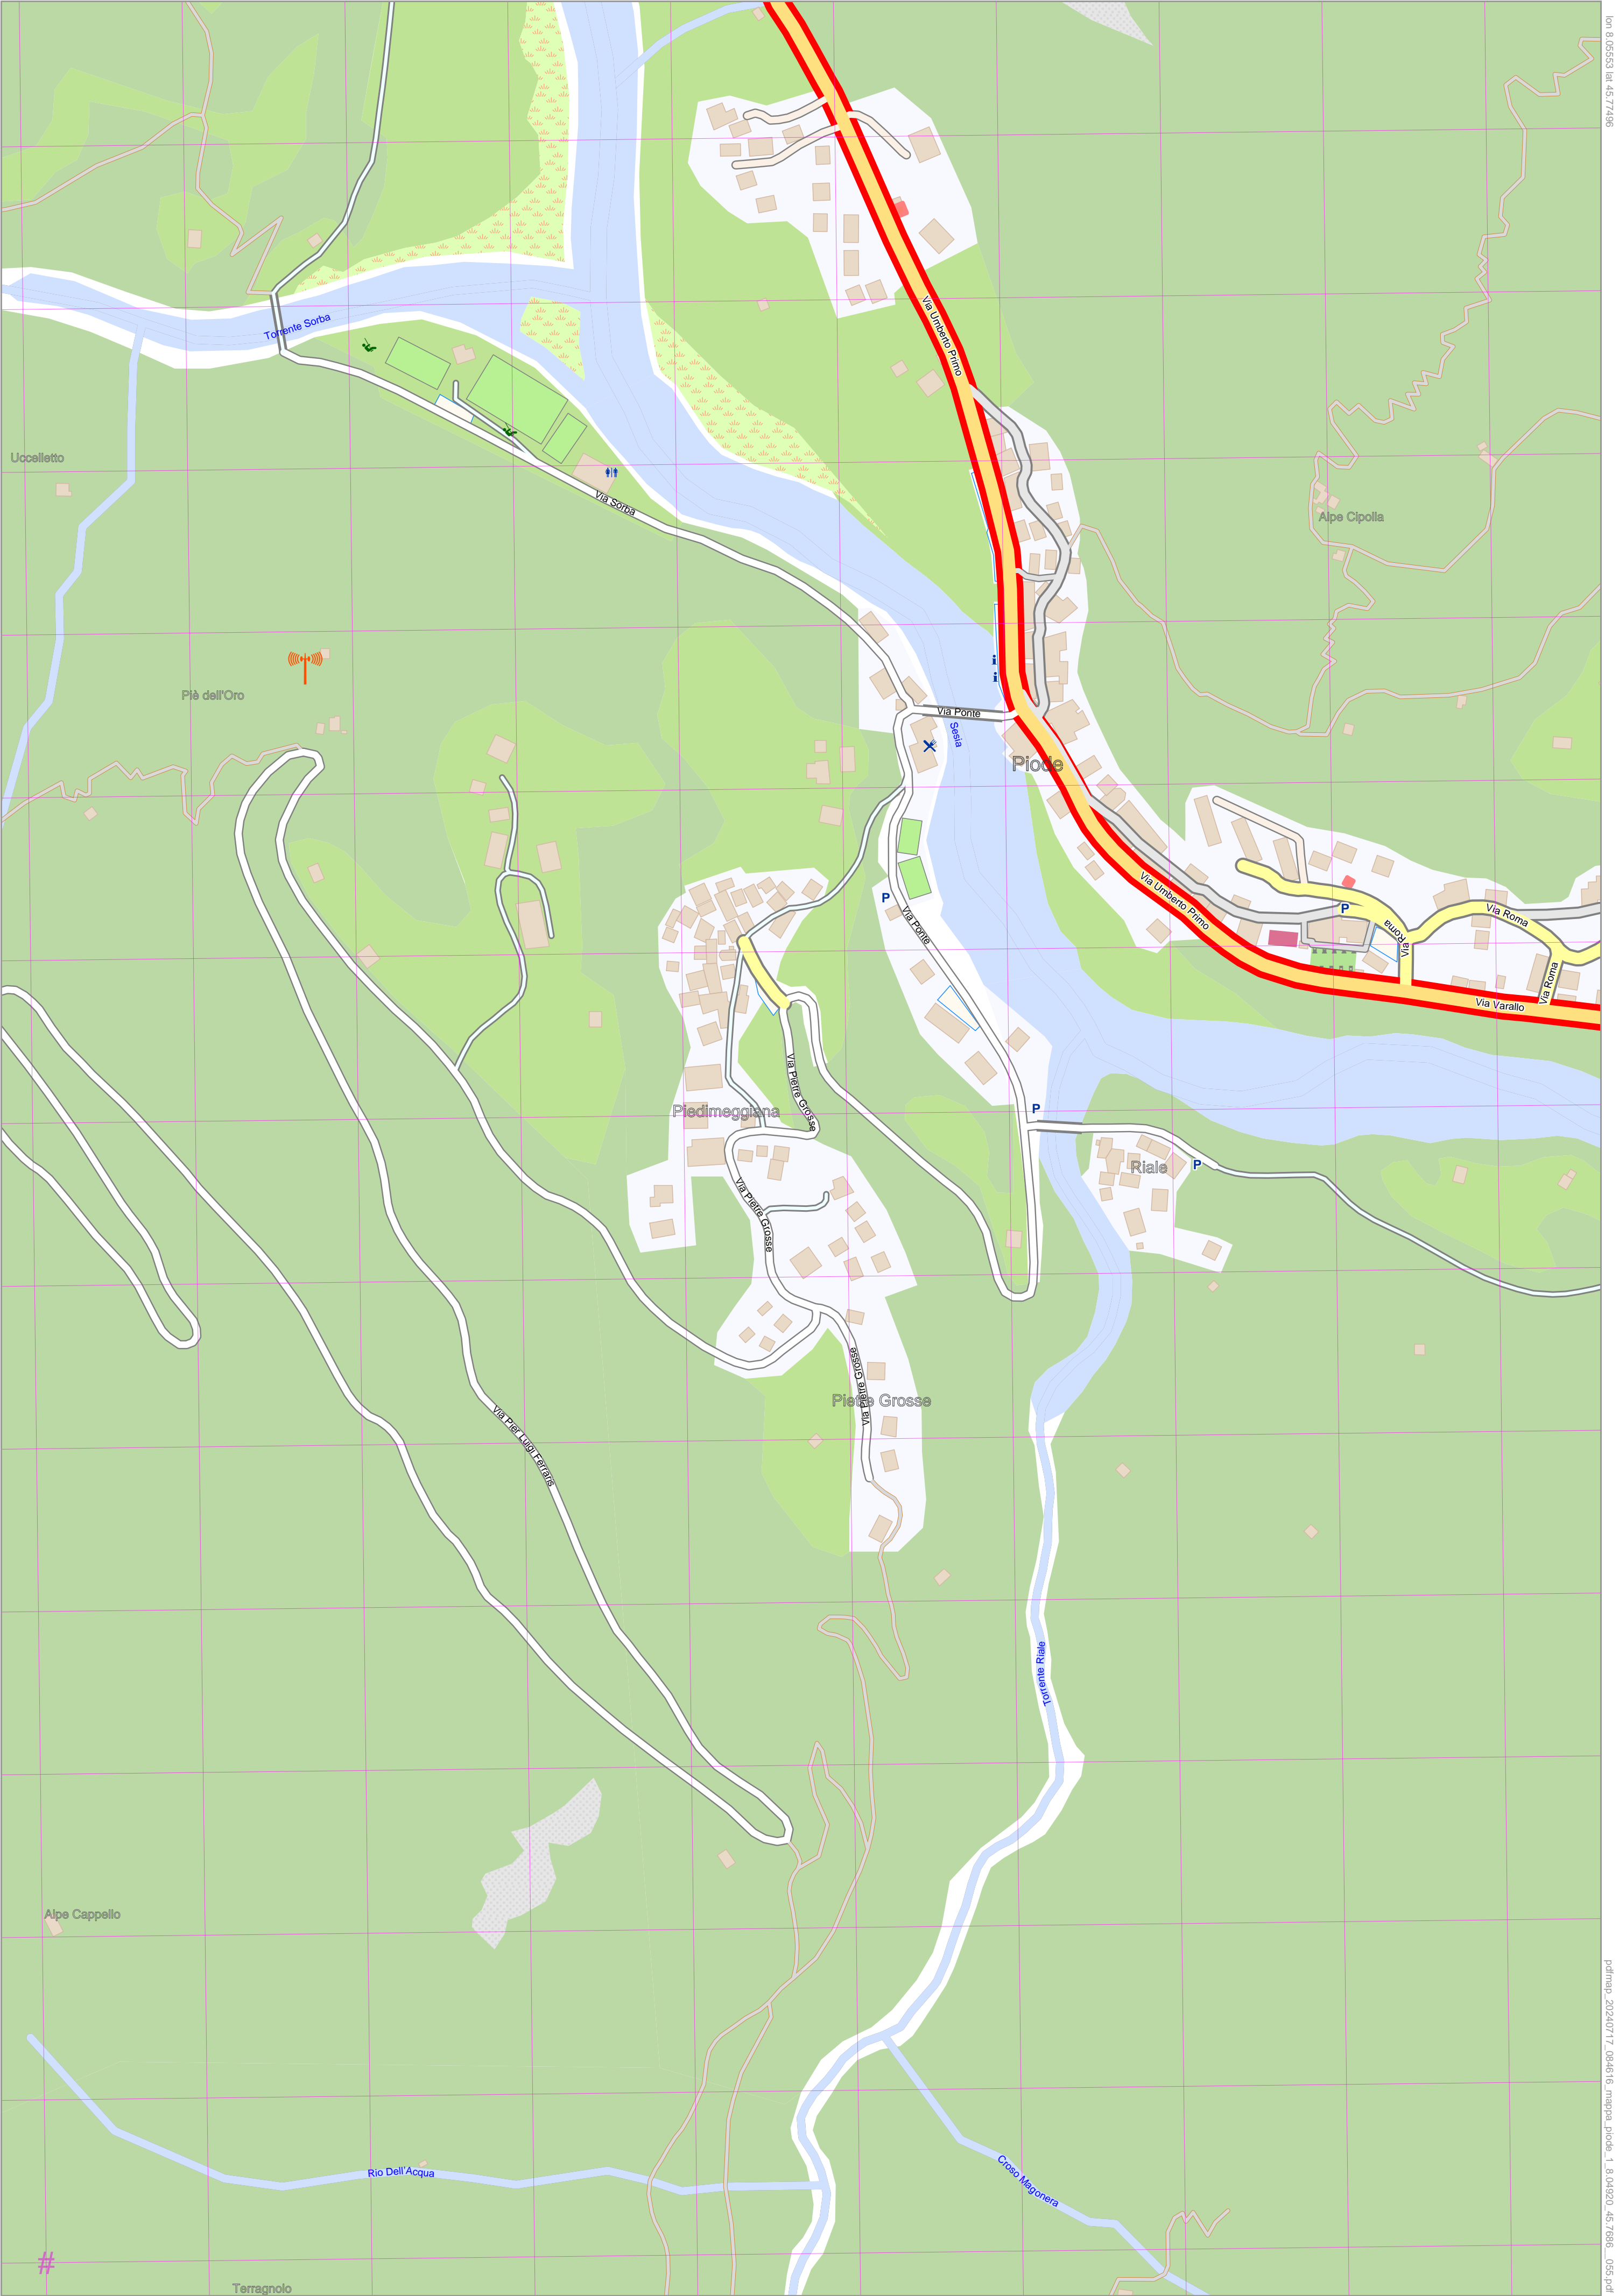 lon 8.05553 lat 45.77496
Via Umberto Primo
Torrente Sorba
Uccelletto
Via Sorba
Alpe Cipolla
i
i
Piè dell'Oro
Via Ponte
Sesia
Piode
Via Umberto Primo
P
P
Via Ponte
Via Roma
Via Roma
Via Roma
Via Varallo
Via Pietre Grosse
Piedimeggiana
P
Riale
P
Via Pietre Grosse
Via Pietre Grosse
Pietre Grosse
Via Pier Luigi Ferraris
Torrente Riale
Alpe Cappello
Rio Dell'Acqua
Croso Magonera
#
Terragnolo
pdfmap_20240717_084616_mappa_piode_1_8.04920_45.7686__055.pdf